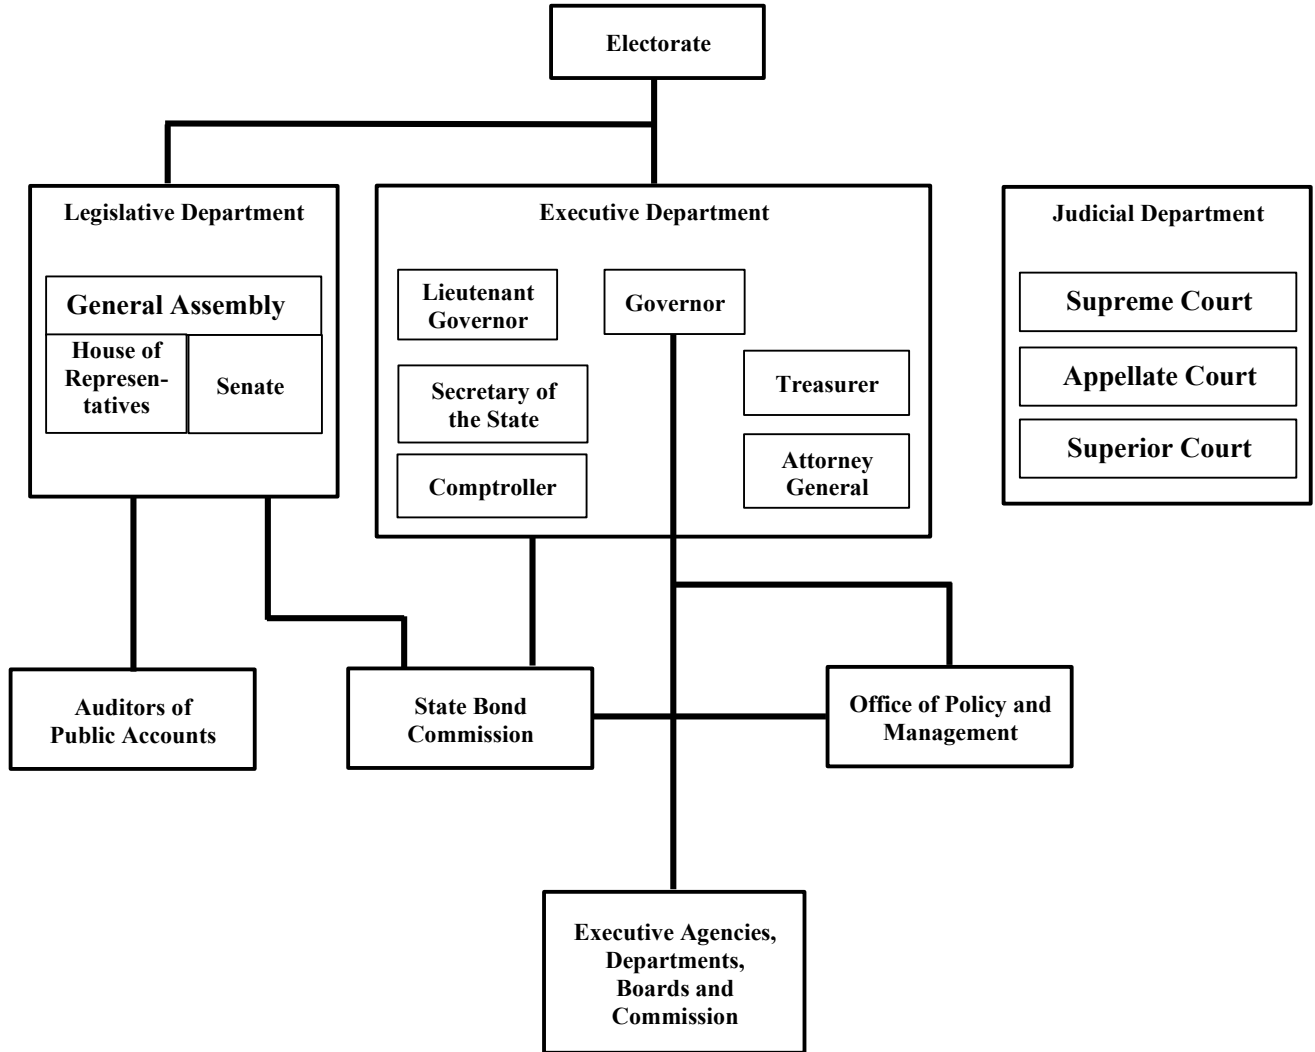 Electorate
Legislative Department
General Assembly
House of
Represen-
tatives
Senate
Executive Department
Lieutenant
Governor
Governor
Secretary of
the State
Treasurer
Comptroller
Attorney
General
Judicial Department
Supreme Court
Appellate Court
Superior Court
Auditors of
Public Accounts
State Bond
Commission
Office of Policy and
Management
Executive Agencies,
Departments,
Boards and
Commission